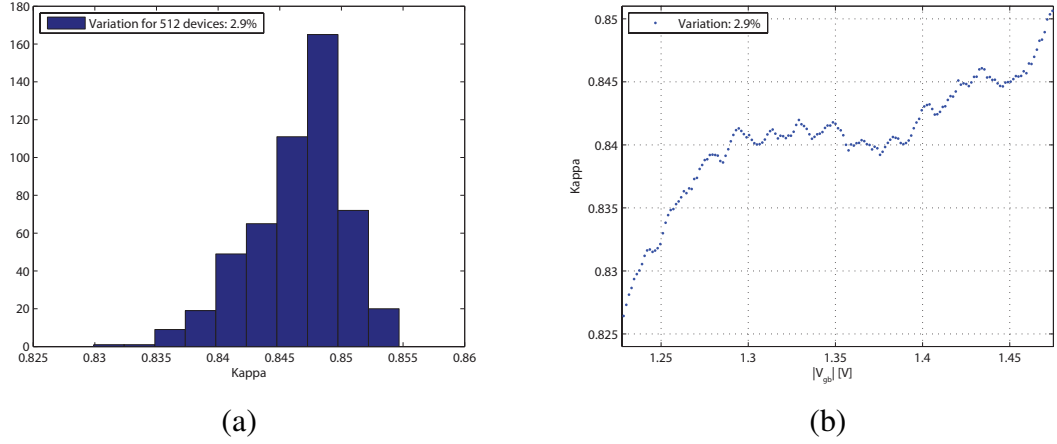 180
160
140
120
100
80
60
40
20
0
Variation for 512 devices: 2.9%
0.825 0.83 0.835 0.84 0.845 0.85 0.855 0.86
Kappa
(a)
0.85
0.845
0.84
0.835
0.83
0.825
Kappa
Variation: 2.9%
1.25 1.3 1.35 1.4 1.45
|V_gb| [V]
(b)